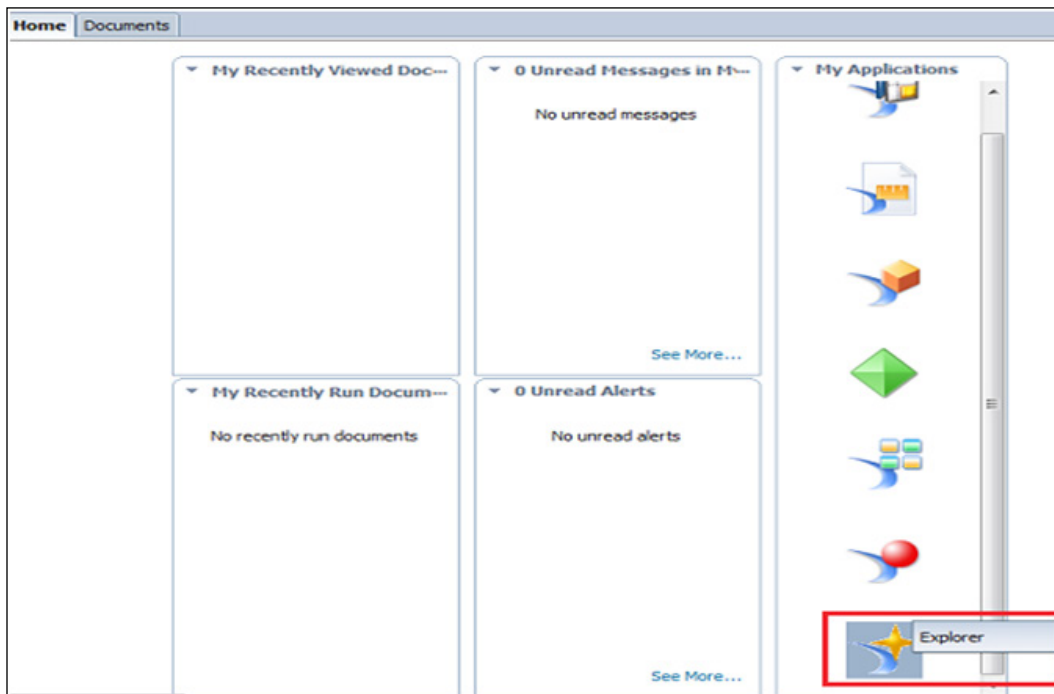 Home Documents
My Recently Viewed Doc...
0 Unread Messages in M...
My Applications
No unread messages
See More...
My Recently Run Docum...
0 Unread Alerts
No recently run documents
No unread alerts
Explorer
See More...